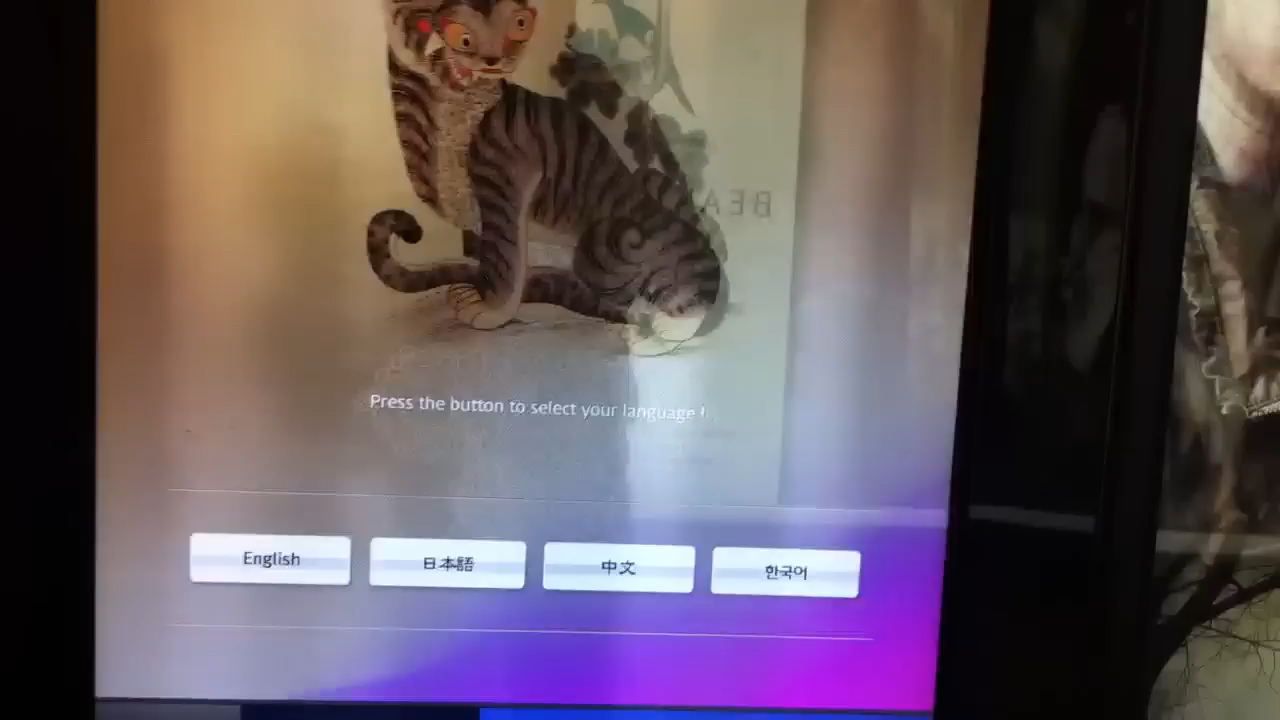 Press the button to select your language !
English
日本語
中文
한국어